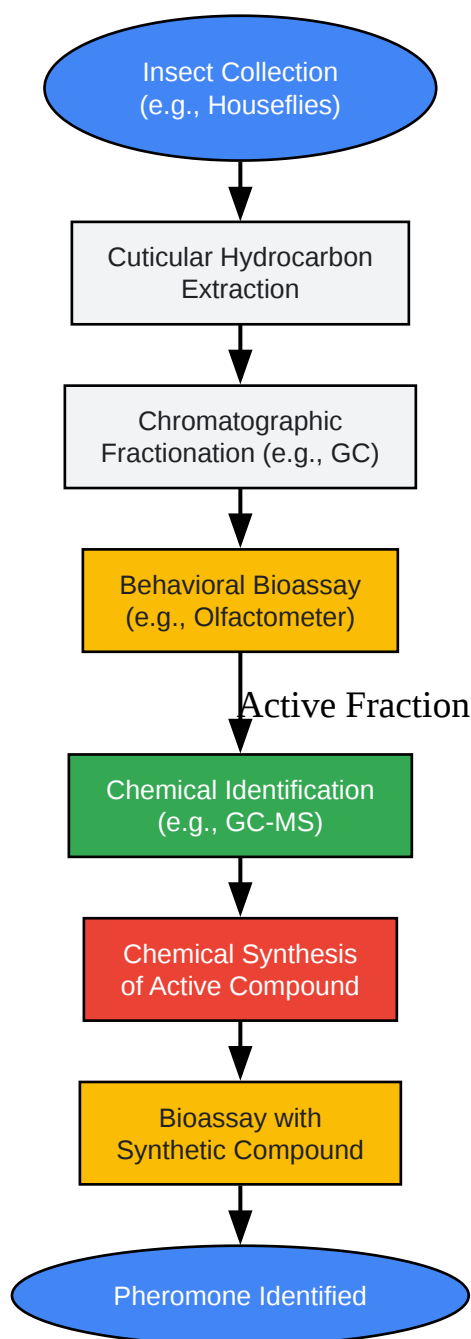 Insect Collection
(e.g., Houseflies)
Cuticular Hydrocarbon
Extraction
Chromatographic
Fractionation (e.g., GC)
Behavioral Bioassay
(e.g., Olfactometer)
Active Fraction
Chemical Identification
(e.g., GC-MS)
Chemical Synthesis
of Active Compound
Bioassay with
Synthetic Compound
Pheromone Identified